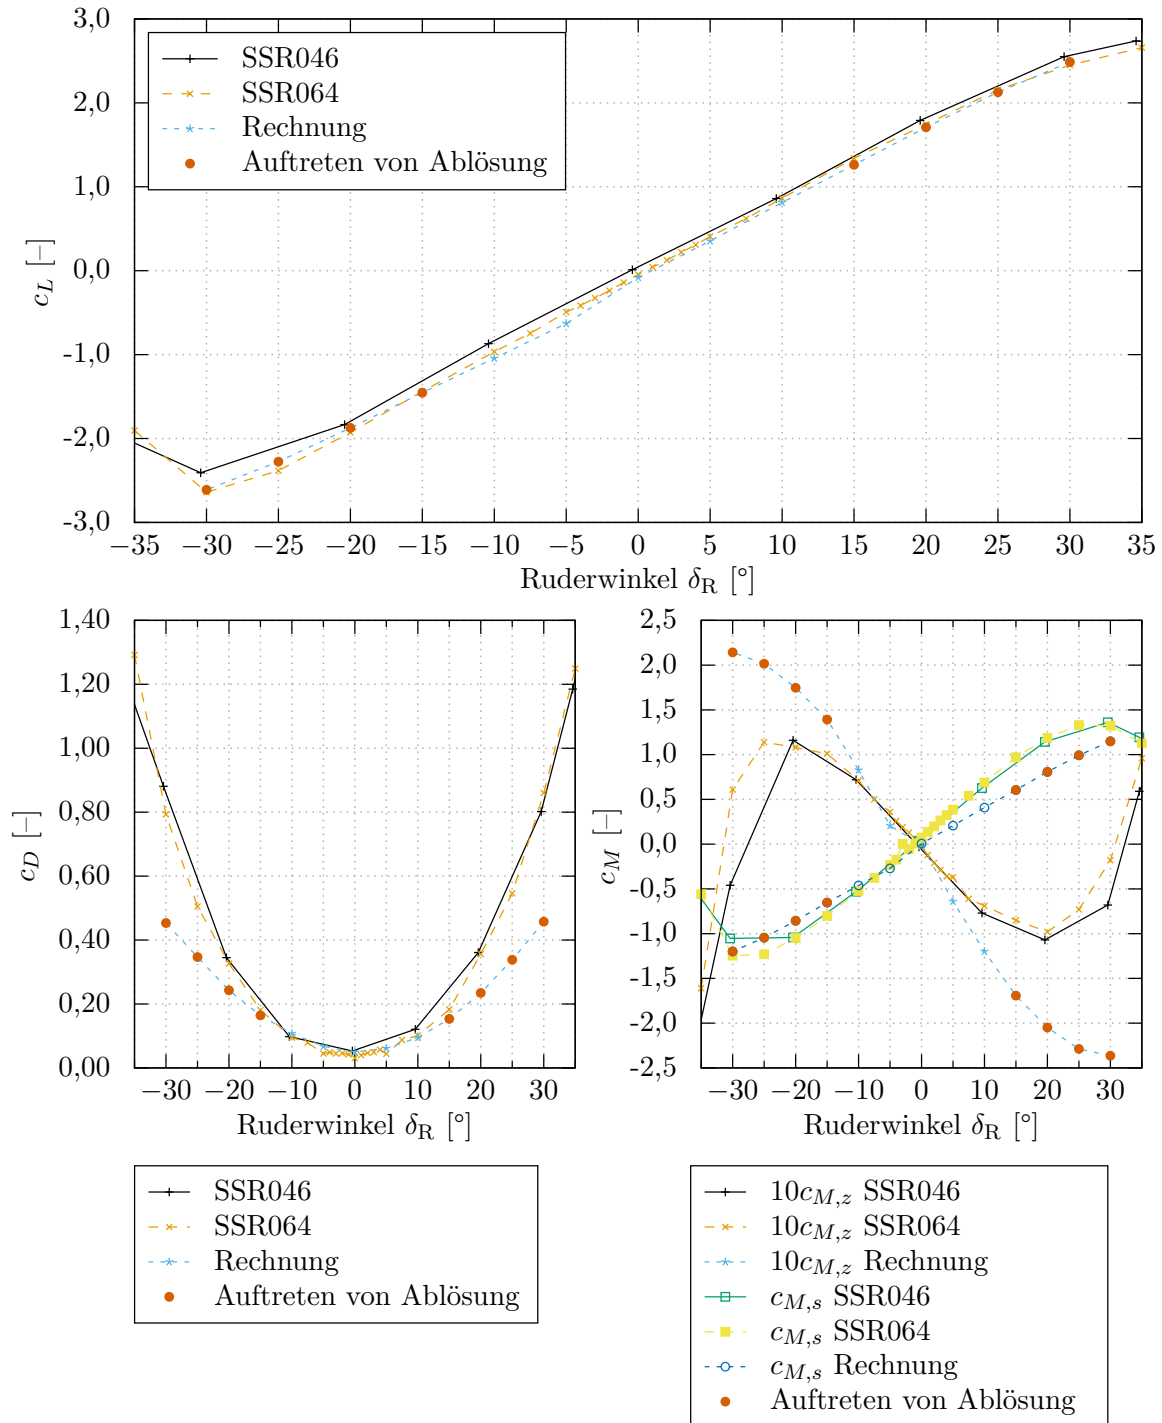 3,0
2,0
1,0
0,0
-1,0
-2,0
-3,0
c_L [−]
SSR046
SSR064
Rechnung
Auftreten von Ablösung
−35 −30 −25 −20 −15 −10 −5 0 5 10 15 20 25 30 35
Ruderwinkel δ_R [°]
1,40
1,20
1,00
0,80
0,60
0,40
0,20
0,00
c_D [−]
−30 −20 −10 0 10 20 30
Ruderwinkel δ_R [°]
SSR046
SSR064
Rechnung
Auftreten von Ablösung
2,5
2,0
1,5
1,0
0,5
0,0
-0,5
-1,0
-1,5
-2,0
-2,5
c_M [−]
−30 −20 −10 0 10 20 30
Ruderwinkel δ_R [°]
10c_{M,z} SSR046
10c_{M,z} SSR064
10c_{M,z} Rechnung
c_{M,s} SSR046
c_{M,s} SSR064
c_{M,s} Rechnung
Auftreten von Ablösung